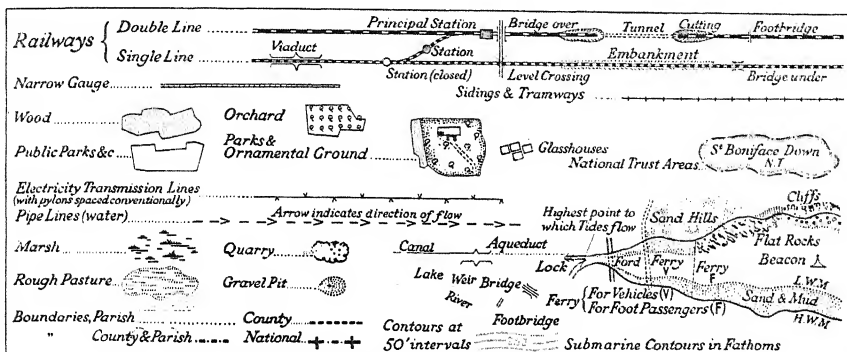 Railways { Double Line Principal Station Bridge over Tunnel Cutting Footbridge
Single Line Viaduct Station Embankment
Station (closed) Level Crossing Bridge under
Narrow Gauge Sidings & Tramways
Wood Orchard
Public Parks &c Parks & Ornamental Ground Glasshouses
National Trust Areas St Boniface Down N.T.
Electricity Transmission Lines
(with pylons spaced conventionally)
Pipe Lines (water) Arrow indicates direction of flow
Highest point to which Tides flow Sand Hills Cliffs
Marsh Quarry Canal Aqueduct Flat Rocks
Lock Ford Ferry V Ferry F Beacon
Rough Pasture Gravel Pit Lake Weir Bridge L.W.M
River Ferry { For Vehicles (V) Sand & Mud
For Foot Passengers (F) H.W.M
Footbridge
Boundaries, Parish County
" County & Parish National
Contours at 50' intervals Submarine Contours in Fathoms